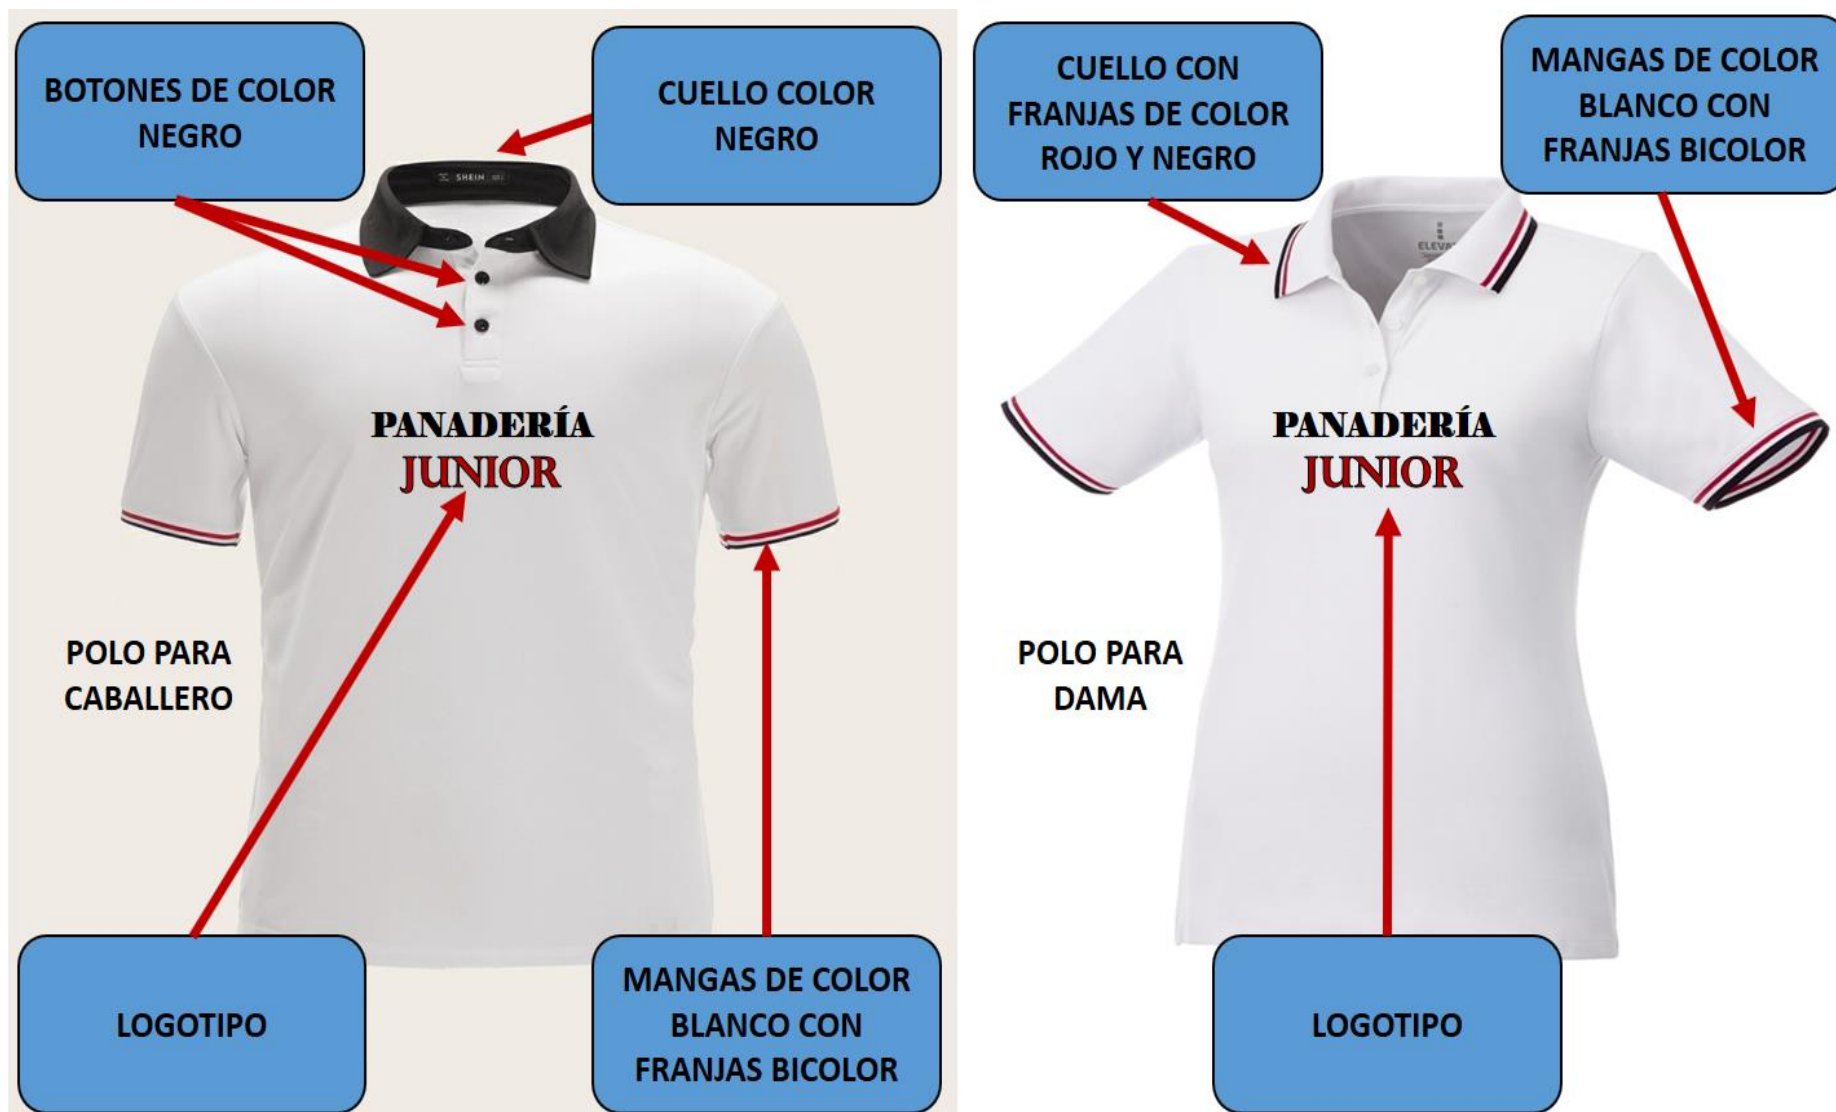 BOTONES DE COLOR
NEGRO
CUELLO COLOR
NEGRO
SHEIN
PANADERÍA
JUNIOR
POLO PARA
CABALLERO
LOGOTIPO
MANGAS DE COLOR
BLANCO CON
FRANJAS BICOLOR
CUELLO CON
FRANJAS DE COLOR
ROJO Y NEGRO
MANGAS DE COLOR
BLANCO CON
FRANJAS BICOLOR
PANADERÍA
JUNIOR
POLO PARA
DAMA
LOGOTIPO